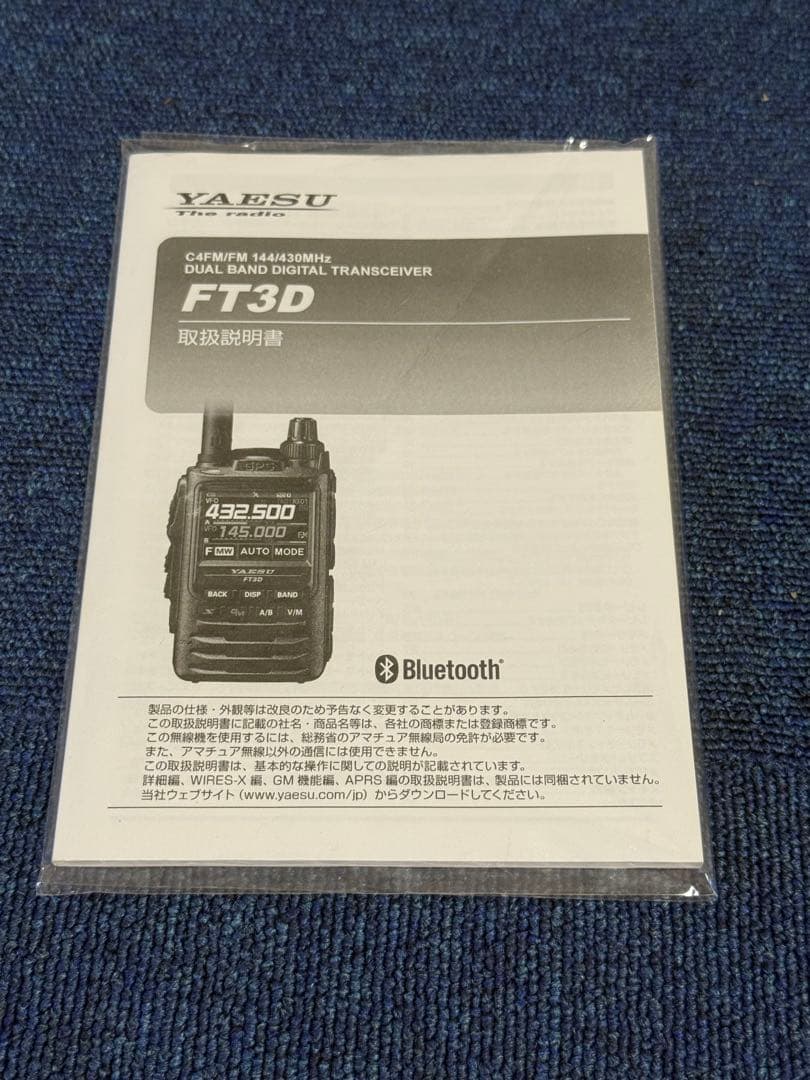 YAESU
The radio
C4FM/FM 144/430MHz
DUAL BAND DIGITAL TRANSCEIVER
FT3D
取扱説明書
VFO
432.500
A
VFO 145.000 FM
B
F MW AUTO MODE
YAESU
FT3D
BACK DISP BAND
A/B V/M
Bluetooth
製品の仕様・外観等は改良のため予告なく変更することがあります。
この取扱説明書に記載の社名・商品名等は、各社の商標または登録商標です。
この無線機を使用するには、総務省のアマチュア無線局の免許が必要です。
また、アマチュア無線以外の通信には使用できません。
この取扱説明書は、基本的な操作に関しての説明が記載されています。
詳細編、WIRES-X 編、GM 機能編、APRS 編の取扱説明書は、製品には同梱されていません。
当社ウェブサイト（www.yaesu.com/jp）からダウンロードしてください。